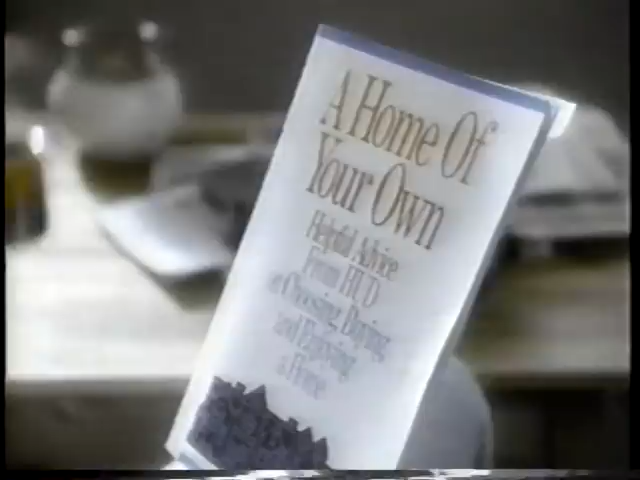 A Home Of
Your Own
Helpful Advice
From HUD
on Choosing, Buying,
and Enjoying
a Home